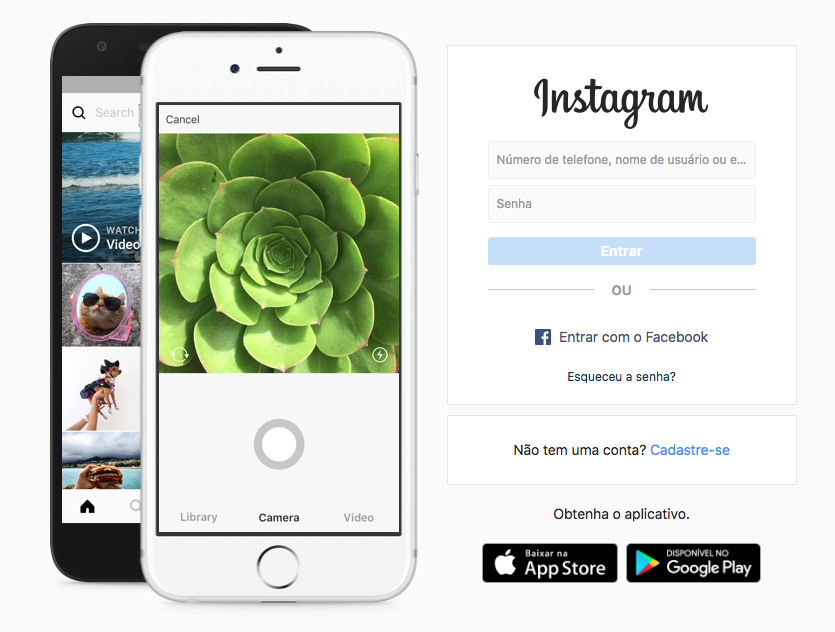 Search
WATCH
Video
Cancel
Library
Camera
Video
Instagram
Número de telefone, nome de usuário ou e...
Senha
Entrar
OU
Entrar com o Facebook
Esqueceu a senha?
Não tem uma conta? Cadastre-se
Obtenha o aplicativo.
Baixar na
App Store
DISPONÍVEL NO
Google Play